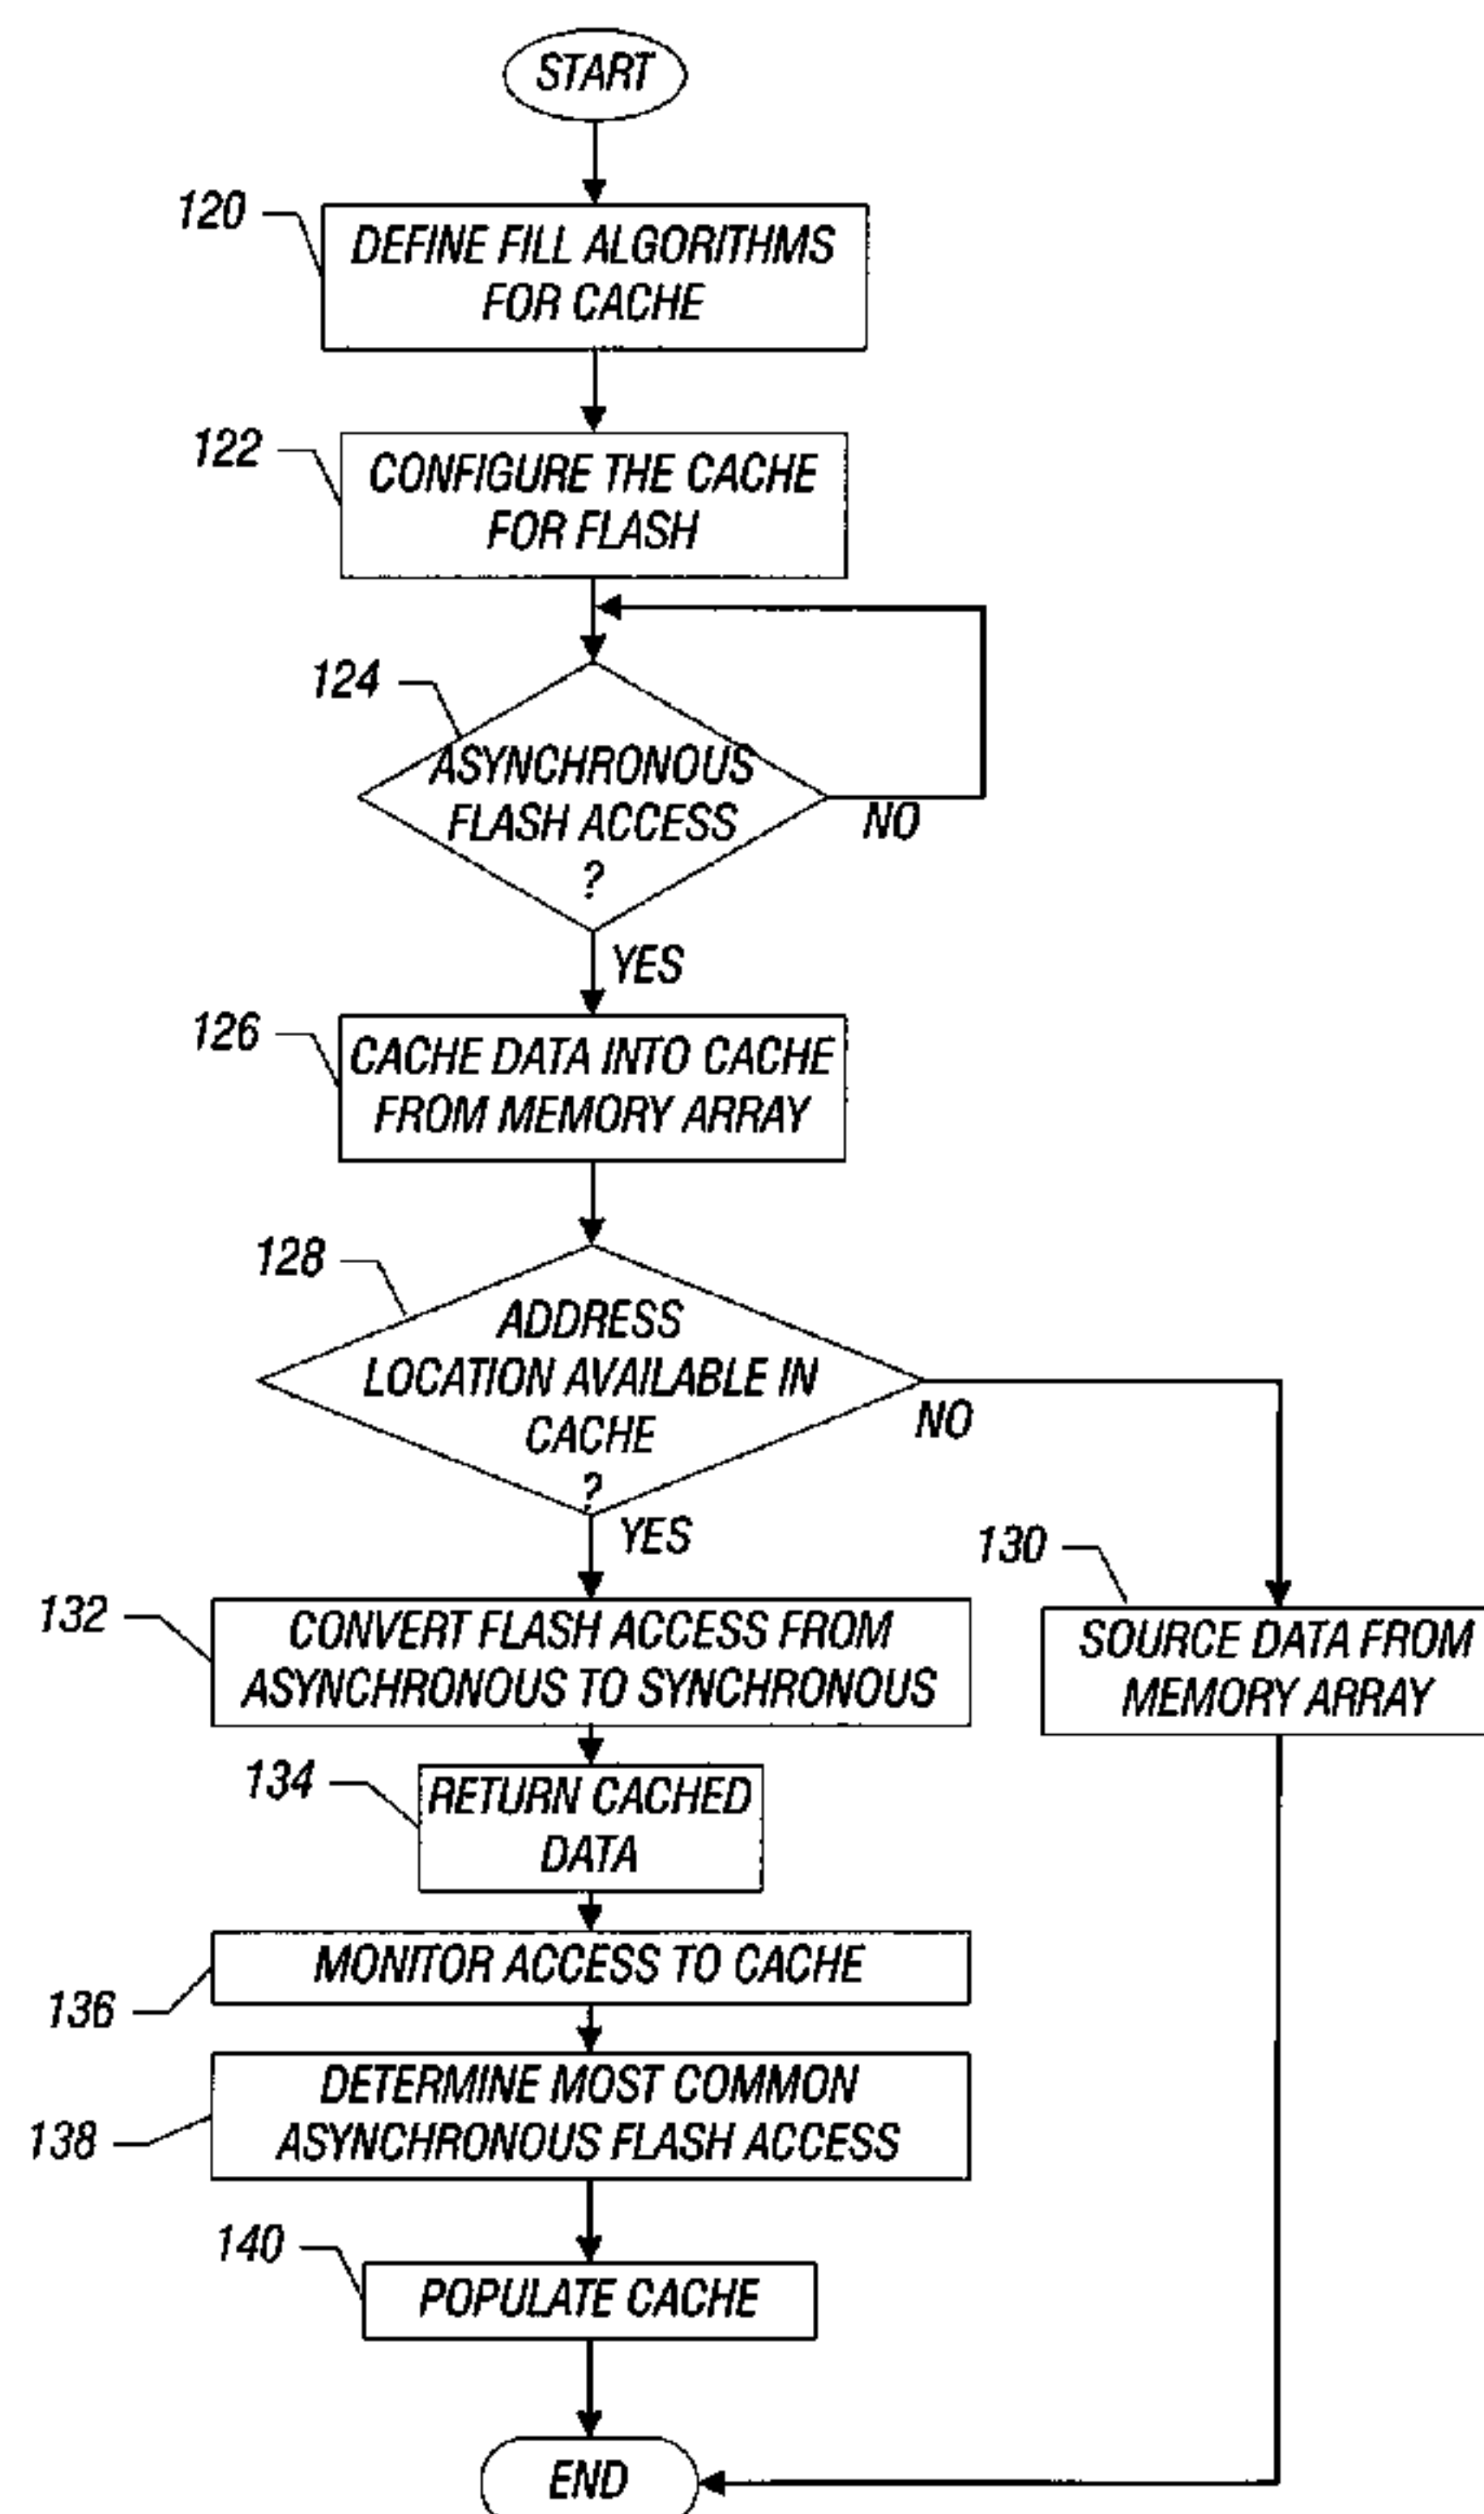 START
120
DEFINE FILL ALGORITHMS
FOR CACHE
122
CONFIGURE THE CACHE
FOR FLASH
124
ASYNCHRONOUS
FLASH ACCESS
?
NO
YES
126
CACHE DATA INTO CACHE
FROM MEMORY ARRAY
128
ADDRESS
LOCATION AVAILABLE IN
CACHE
?
NO
YES
130
SOURCE DATA FROM
MEMORY ARRAY
132
CONVERT FLASH ACCESS FROM
ASYNCHRONOUS TO SYNCHRONOUS
134
RETURN CACHED
DATA
136
MONITOR ACCESS TO CACHE
138
DETERMINE MOST COMMON
ASYNCHRONOUS FLASH ACCESS
140
POPULATE CACHE
END